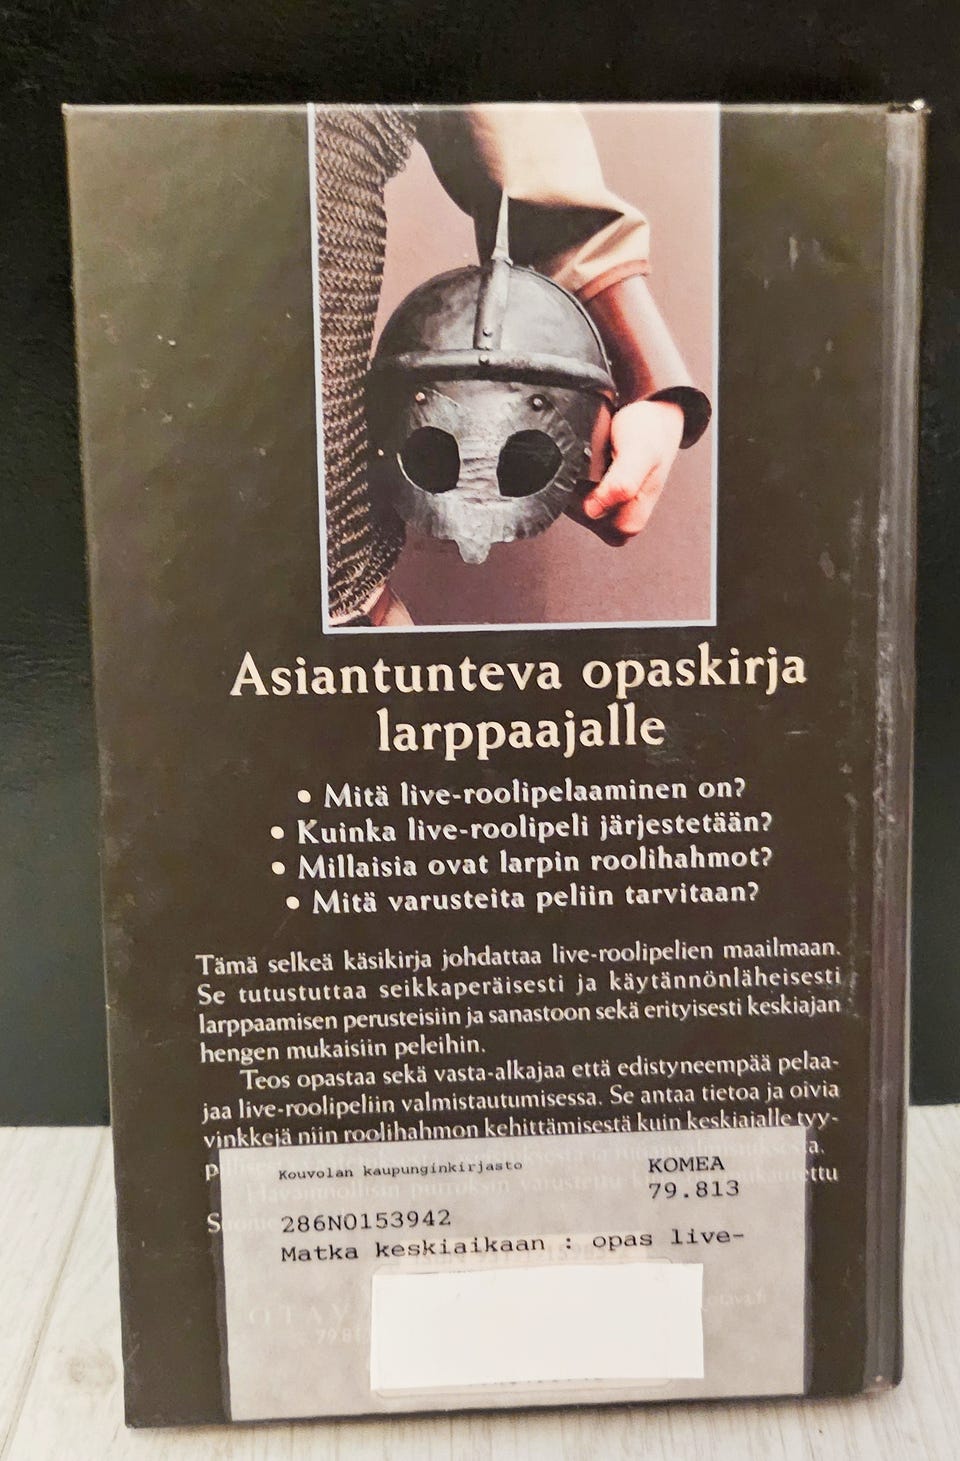 Asiantunteva opaskirja
larppaajalle
• Mitä live-roolipelaaminen on?
• Kuinka live-roolipeli järjestetään?
• Millaisia ovat larpin roolihahmot?
• Mitä varusteita peliin tarvitaan?
Tämä selkeä käsikirja johdattaa live-roolipelien maailmaan.
Se tutustuttaa seikkaperäisesti ja käytännönläheisesti
larppaamisen perusteisiin ja sanastoon sekä erityisesti keskiajan
hengen mukaisiin peleihin.
Teos opastaa sekä vasta-alkajaa että edistyneempää pelaa-
jaa live-roolipeliin valmistautumisessa. Se antaa tietoa ja oivia
vinkkejä niin roolihahmon kehittämisestä kuin keskiajalle tyy-
Kouvolan kaupunginkirjasto
KOMEA
79.813
286N0153942
Matka keskiaikaan : opas live-
OTAV